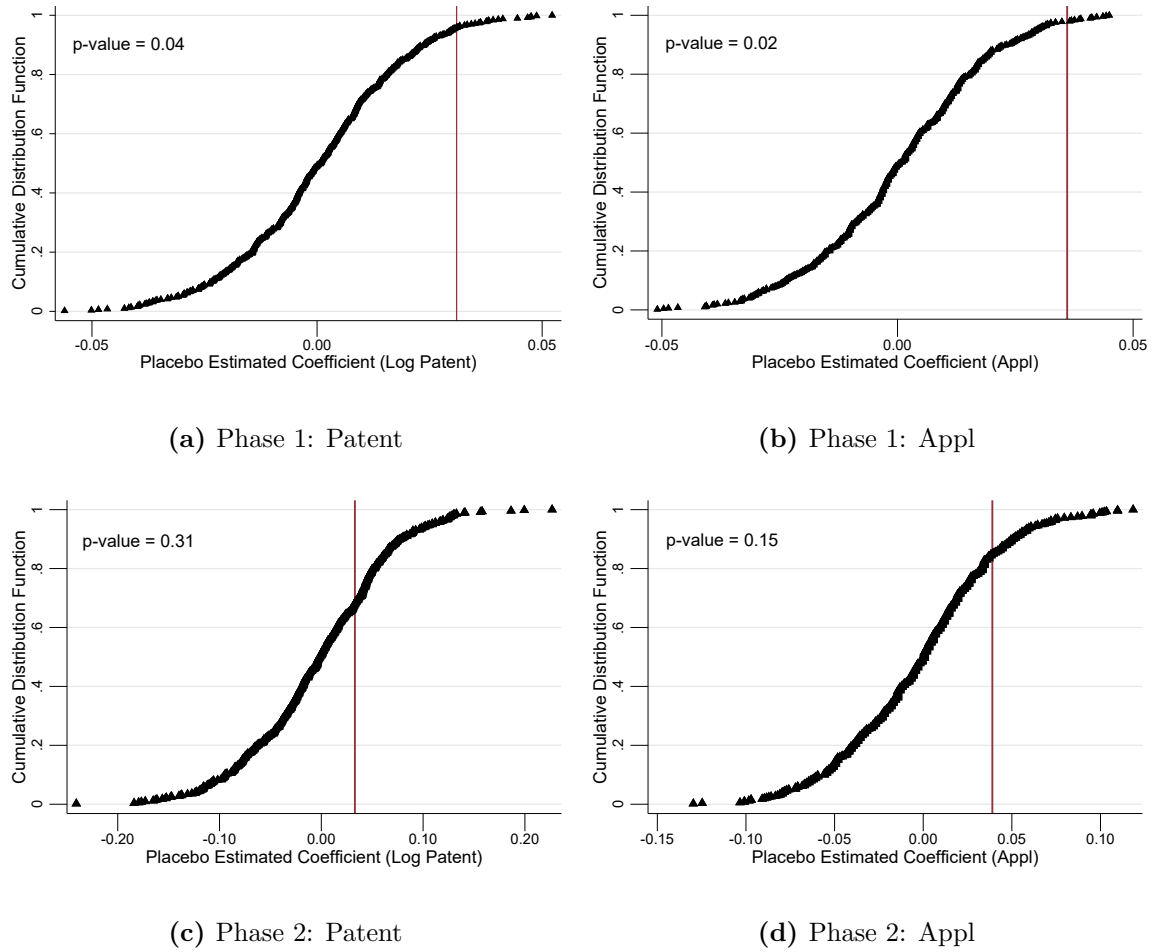 p-value = 0.04
Cumulative Distribution Function
0 .2 .4 .6 .8 1
-0.05 0.00 0.05
Placebo Estimated Coefficient (Log Patent)
(a) Phase 1: Patent
p-value = 0.02
Cumulative Distribution Function
0 .2 .4 .6 .8 1
-0.05 0.00 0.05
Placebo Estimated Coefficient (Appl)
(b) Phase 1: Appl
p-value = 0.31
Cumulative Distribution Function
0 .2 .4 .6 .8 1
-0.20 -0.10 0.00 0.10 0.20
Placebo Estimated Coefficient (Log Patent)
(c) Phase 2: Patent
p-value = 0.15
Cumulative Distribution Function
0 .2 .4 .6 .8 1
-0.15 -0.10 -0.05 0.00 0.05 0.10
Placebo Estimated Coefficient (Appl)
(d) Phase 2: Appl